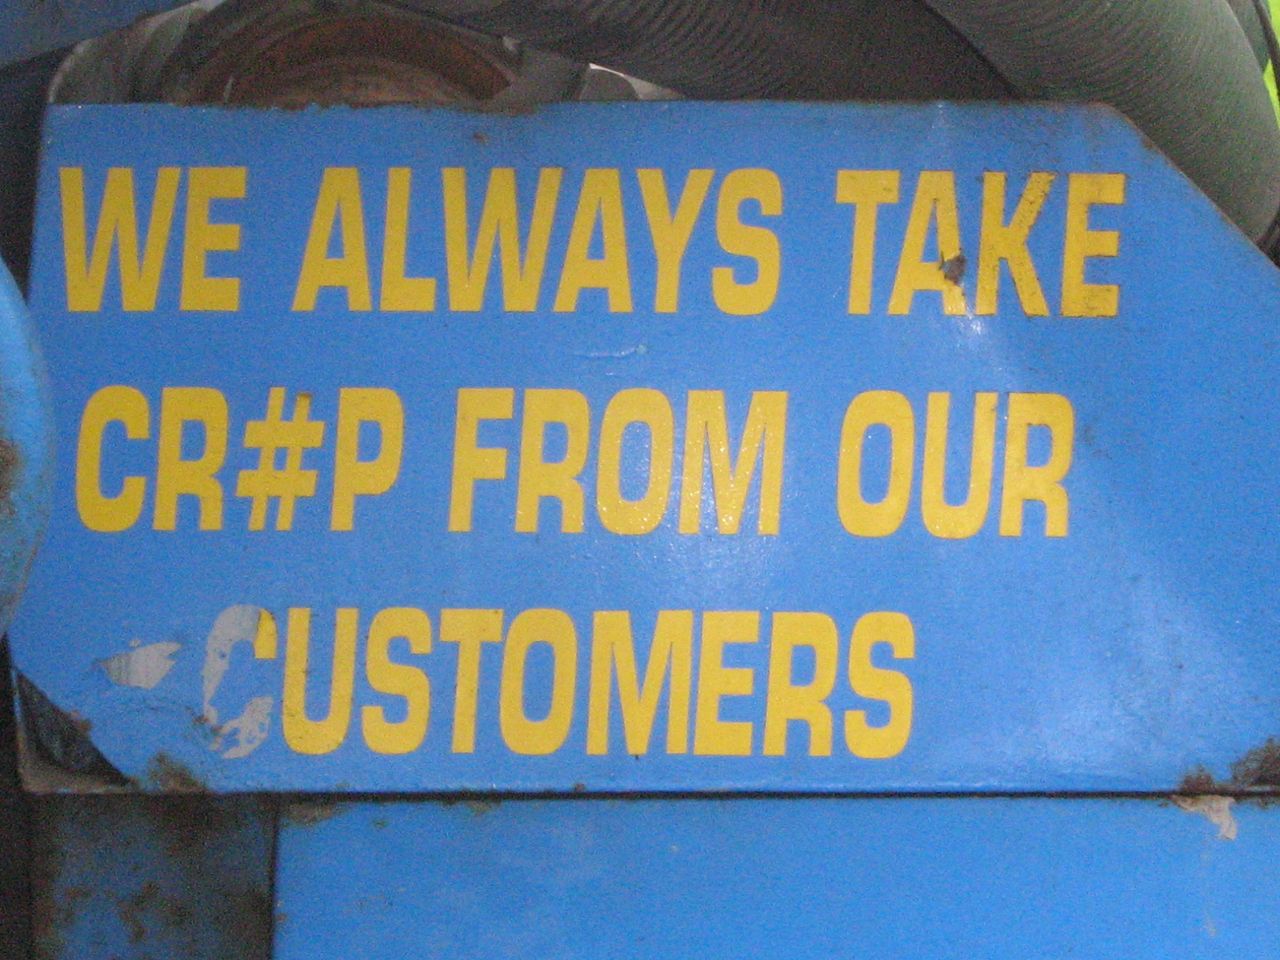 WE ALWAYS TAKE
CR#P FROM OUR
CUSTOMERS